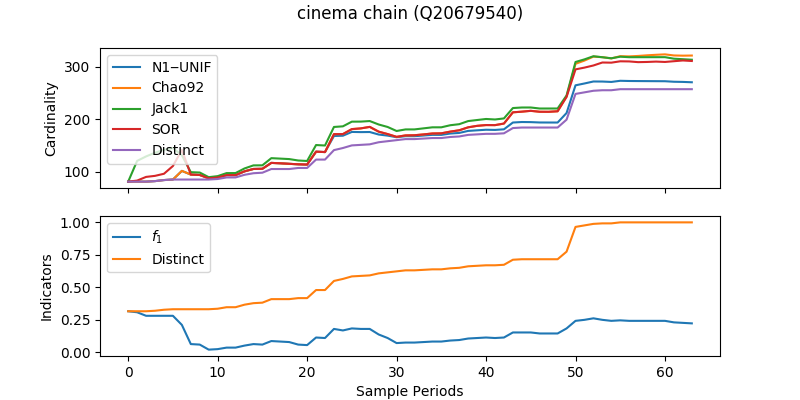 cinema chain (Q20679540)
Cardinality
300
200
100
N1−UNIF
Chao92
Jack1
SOR
Distinct
Indicators
1.00
0.75
0.50
0.25
0.00
f1
Distinct
0 10 20 30 40 50 60
Sample Periods